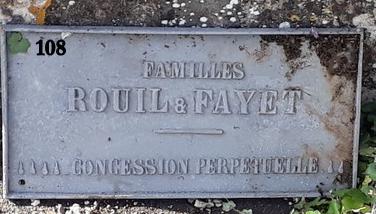 108
FAMILLES
ROUIL & FAYET
CONCESSION PERPETUELLE